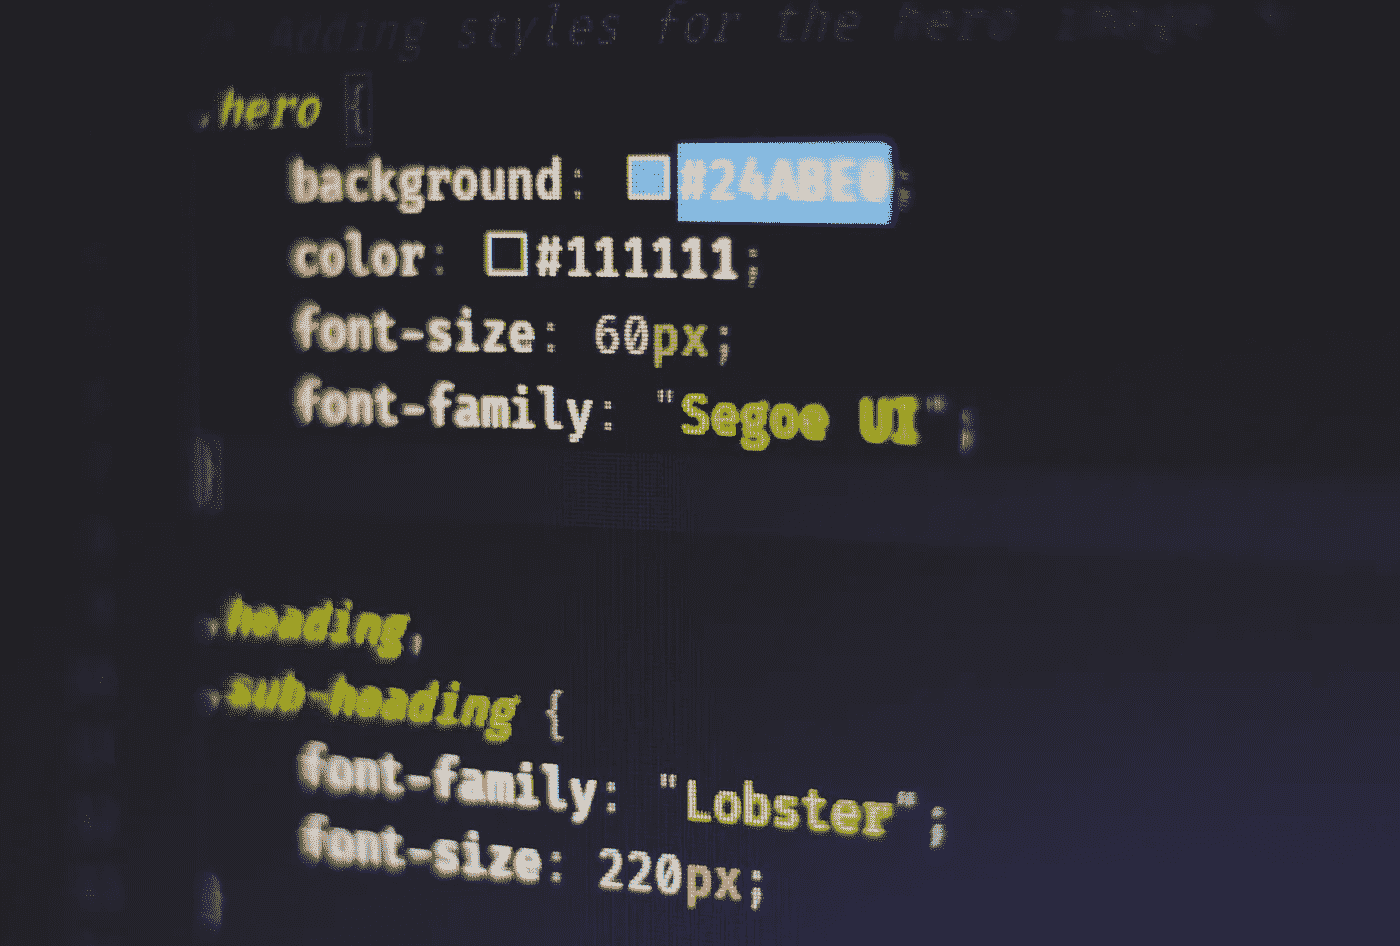 Adding styles for the hero image *
.hero {
background: #24ABE0;
color: #111111;
font-size: 60px;
font-family: "Segoe UI";
}
.heading,
.sub-heading {
font-family: "Lobster";
font-size: 220px;
}